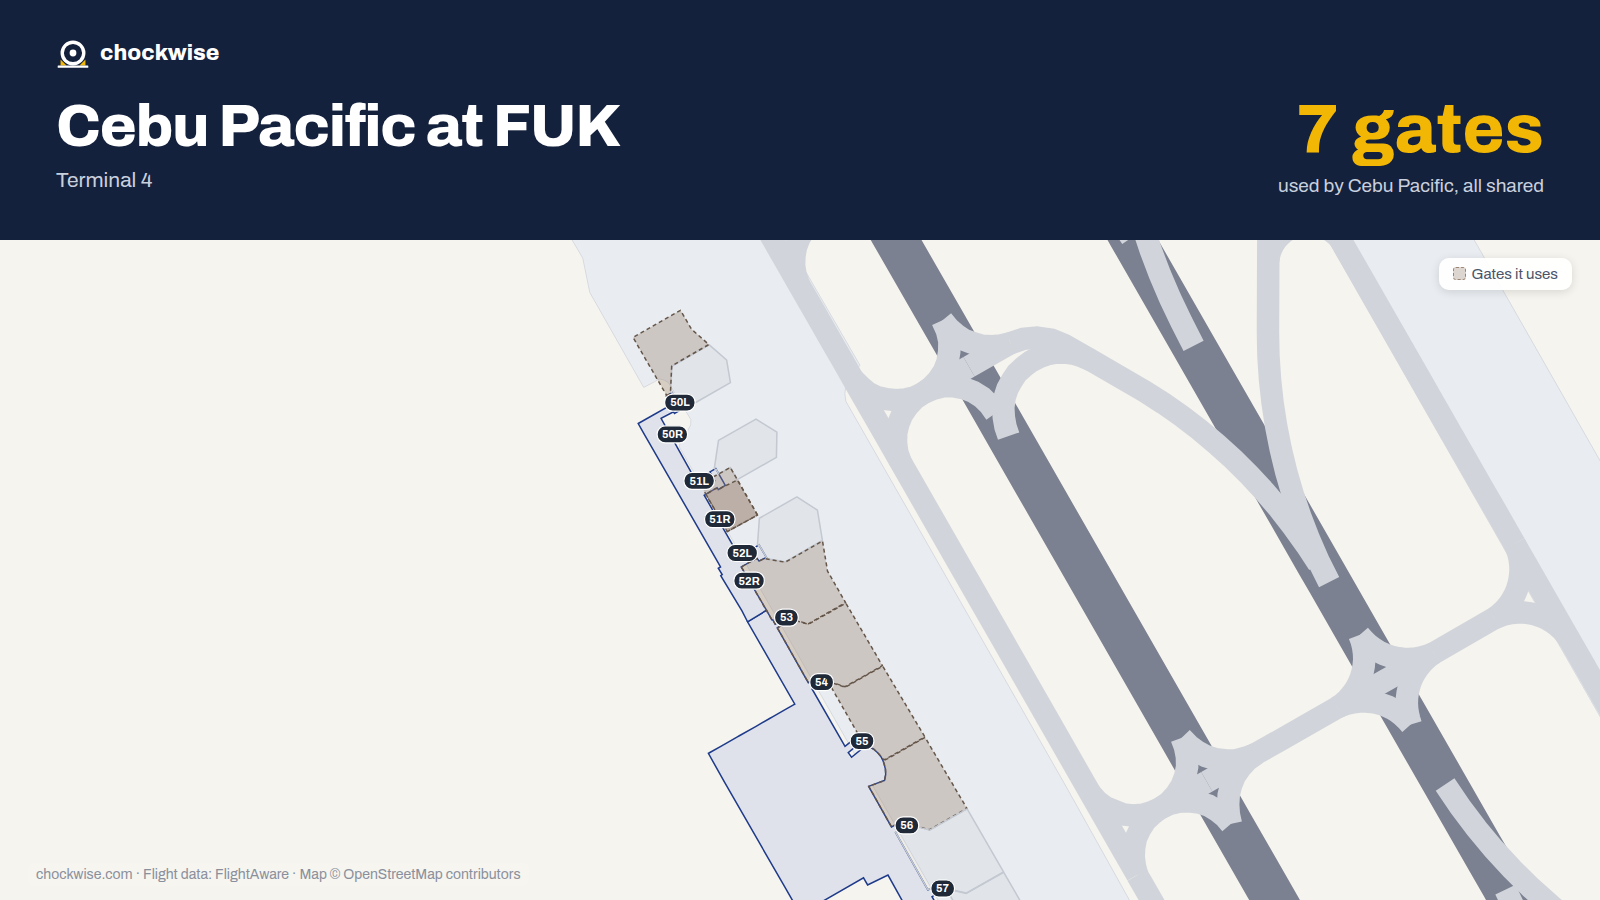 chockwise
Cebu Pacific at FUK
Terminal 4
7 gates
used by Cebu Pacific, all shared
Gates it uses
50L
50R
51L
51R
52L
52R
53
54
55
56
57
chockwise.com · Flight data: FlightAware · Map © OpenStreetMap contributors